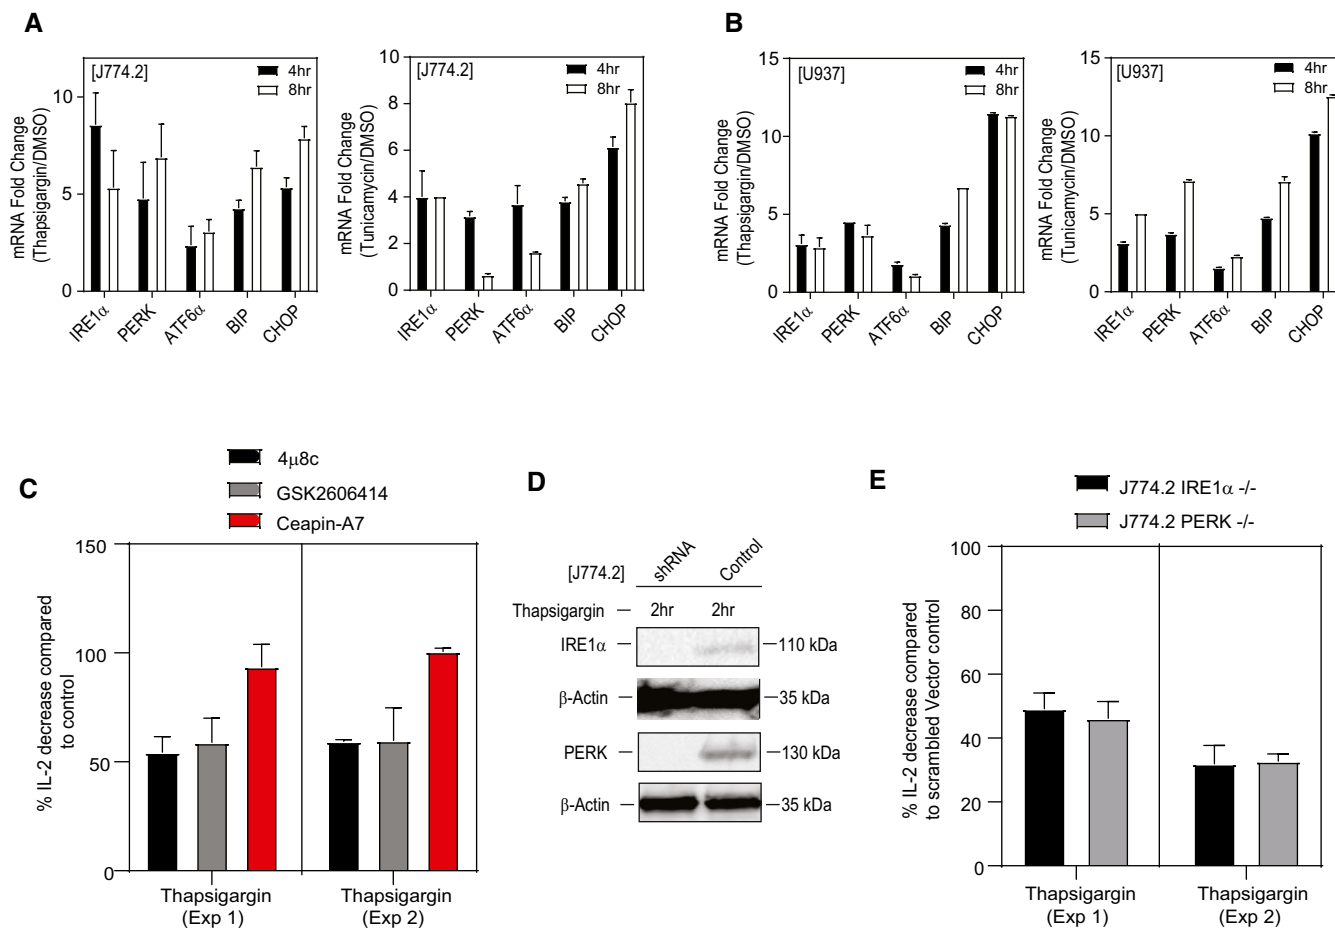 A
[J774.2]
4hr
8hr
10
5
0
mRNA Fold Change
(Thapsigargin/DMSO)
IRE1α
PERK
ATF6α
BIP
CHOP
[J774.2]
4hr
8hr
10
8
6
4
2
0
mRNA Fold Change
(Tunicamycin/DMSO)
IRE1α
PERK
ATF6α
BIP
CHOP
B
[U937]
4hr
8hr
15
10
5
0
mRNA Fold Change
(Thapsigargin/DMSO)
IRE1α
PERK
ATF6α
BIP
CHOP
[U937]
4hr
8hr
15
10
5
0
mRNA Fold Change
(Tunicamycin/DMSO)
IRE1α
PERK
ATF6α
BIP
CHOP
C
4μ8c
GSK2606414
Ceapin-A7
150
100
50
0
% IL-2 decrease compared
to control
Thapsigargin
(Exp 1)
Thapsigargin
(Exp 2)
D
[J774.2]
shRNA
Control
Thapsigargin – 2hr 2hr
IRE1α 110 kDa
β-Actin 35 kDa
PERK 130 kDa
β-Actin 35 kDa
E
J774.2 IRE1α -/-
J774.2 PERK -/-
100
80
60
40
20
0
% IL-2 decrease compared
to scrambled Vector control
Thapsigargin
(Exp 1)
Thapsigargin
(Exp 2)